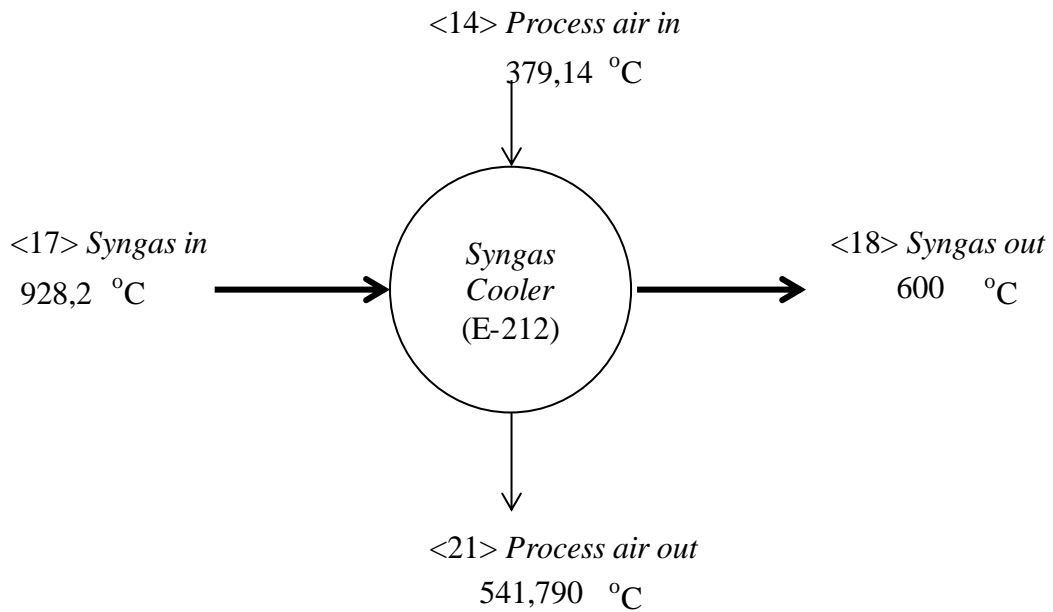 <14> Process air in
379,14 °C
<17> Syngas in
928,2 °C
Syngas
Cooler
(E-212)
<18> Syngas out
600 °C
<21> Process air out
541,790 °C